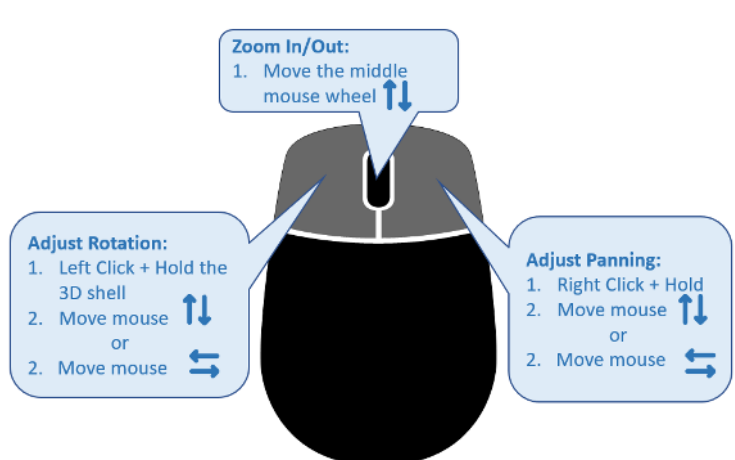 Zoom In/Out:
1. Move the middle
mouse wheel
Adjust Rotation:
1. Left Click + Hold the
3D shell
2. Move mouse
or
2. Move mouse
Adjust Panning:
1. Right Click + Hold
2. Move mouse
or
2. Move mouse